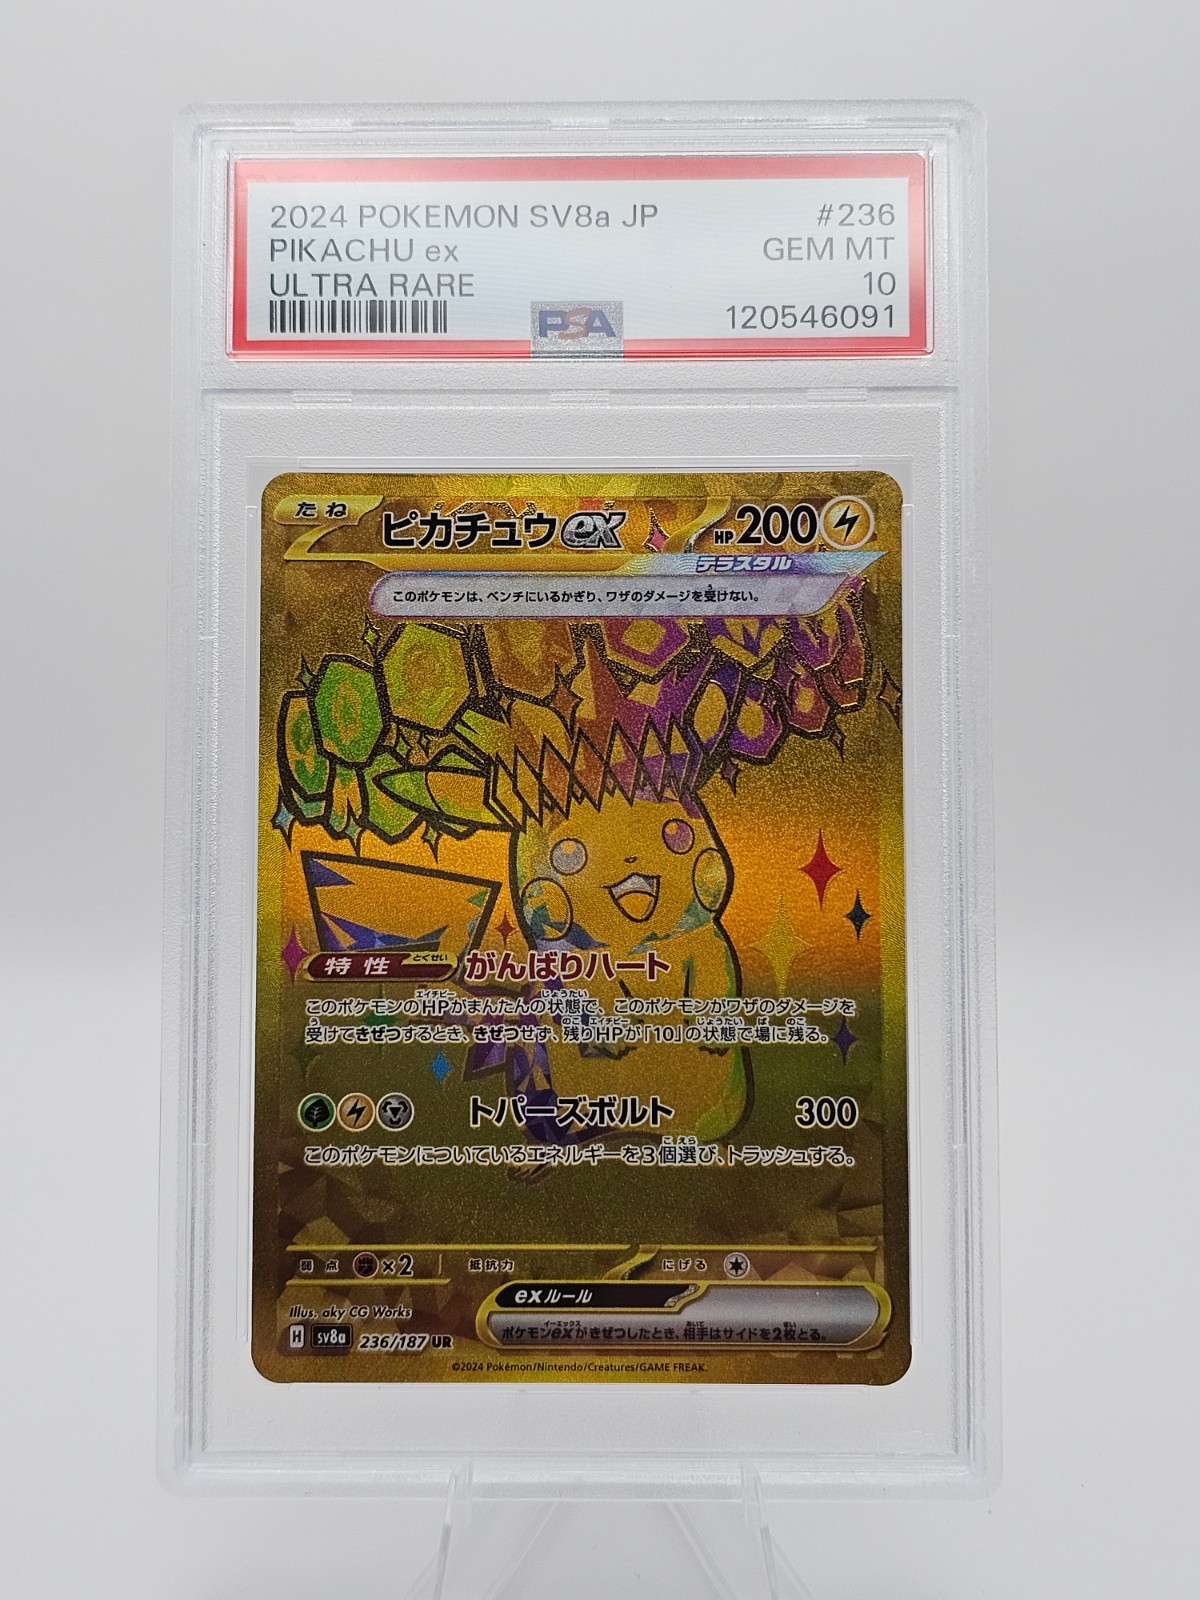 2024 POKEMON SV8a JP #236
PIKACHU ex GEM MT
ULTRA RARE 10
PSA 120546091
たね ピカチュウex HP200
テラスタル
このポケモンは、ベンチにいるかぎり、ワザのダメージを受けない。
特性 とくせい がんばりハート
このポケモンのHPがまんたんの状態で、このポケモンがワザのダメージを
受けてきぜつするとき、きぜつせず、残りHPが「10」の状態で場に残る。
トパーズボルト 300
このポケモンについているエネルギーを3個選び、トラッシュする。
弱点 ×2 抵抗力 にげる
exルール
ポケモンexがきぜつしたとき、相手はサイドを2枚とる。
Illus. aky CG Works
H sv8a 236/187 UR
©2024 Pokémon/Nintendo/Creatures/GAME FREAK.